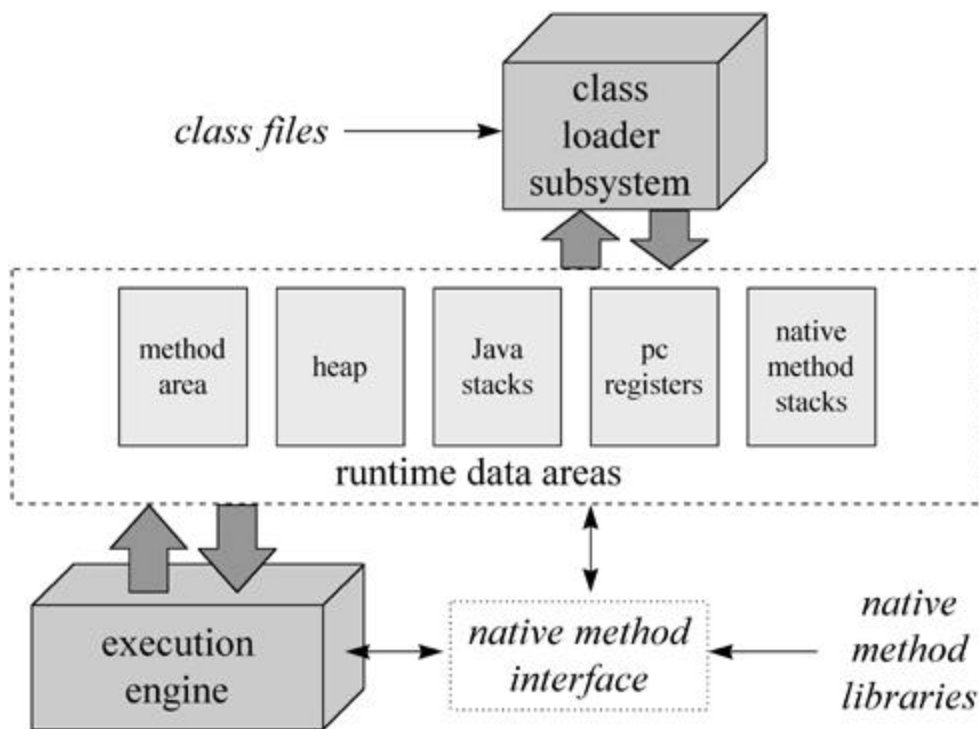 class
loader
subsystem
class files
method
area
heap
Java
stacks
pc
registers
native
method
stacks
runtime data areas
execution
engine
native method
interface
native
method
libraries